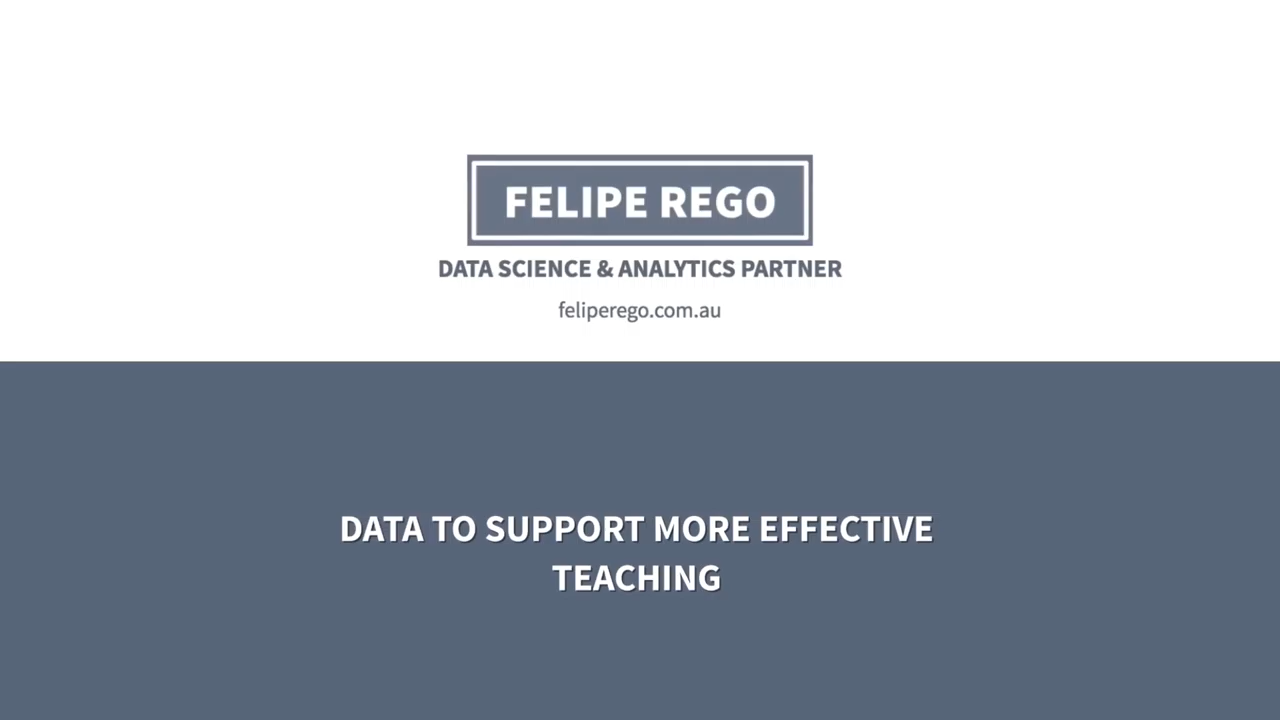 FELIPE REGO
DATA SCIENCE & ANALYTICS PARTNER
feliperego.com.au
DATA TO SUPPORT MORE EFFECTIVE
TEACHING